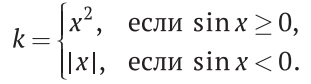 k = { x², если sin x ≥ 0,
|x|, если sin x < 0.